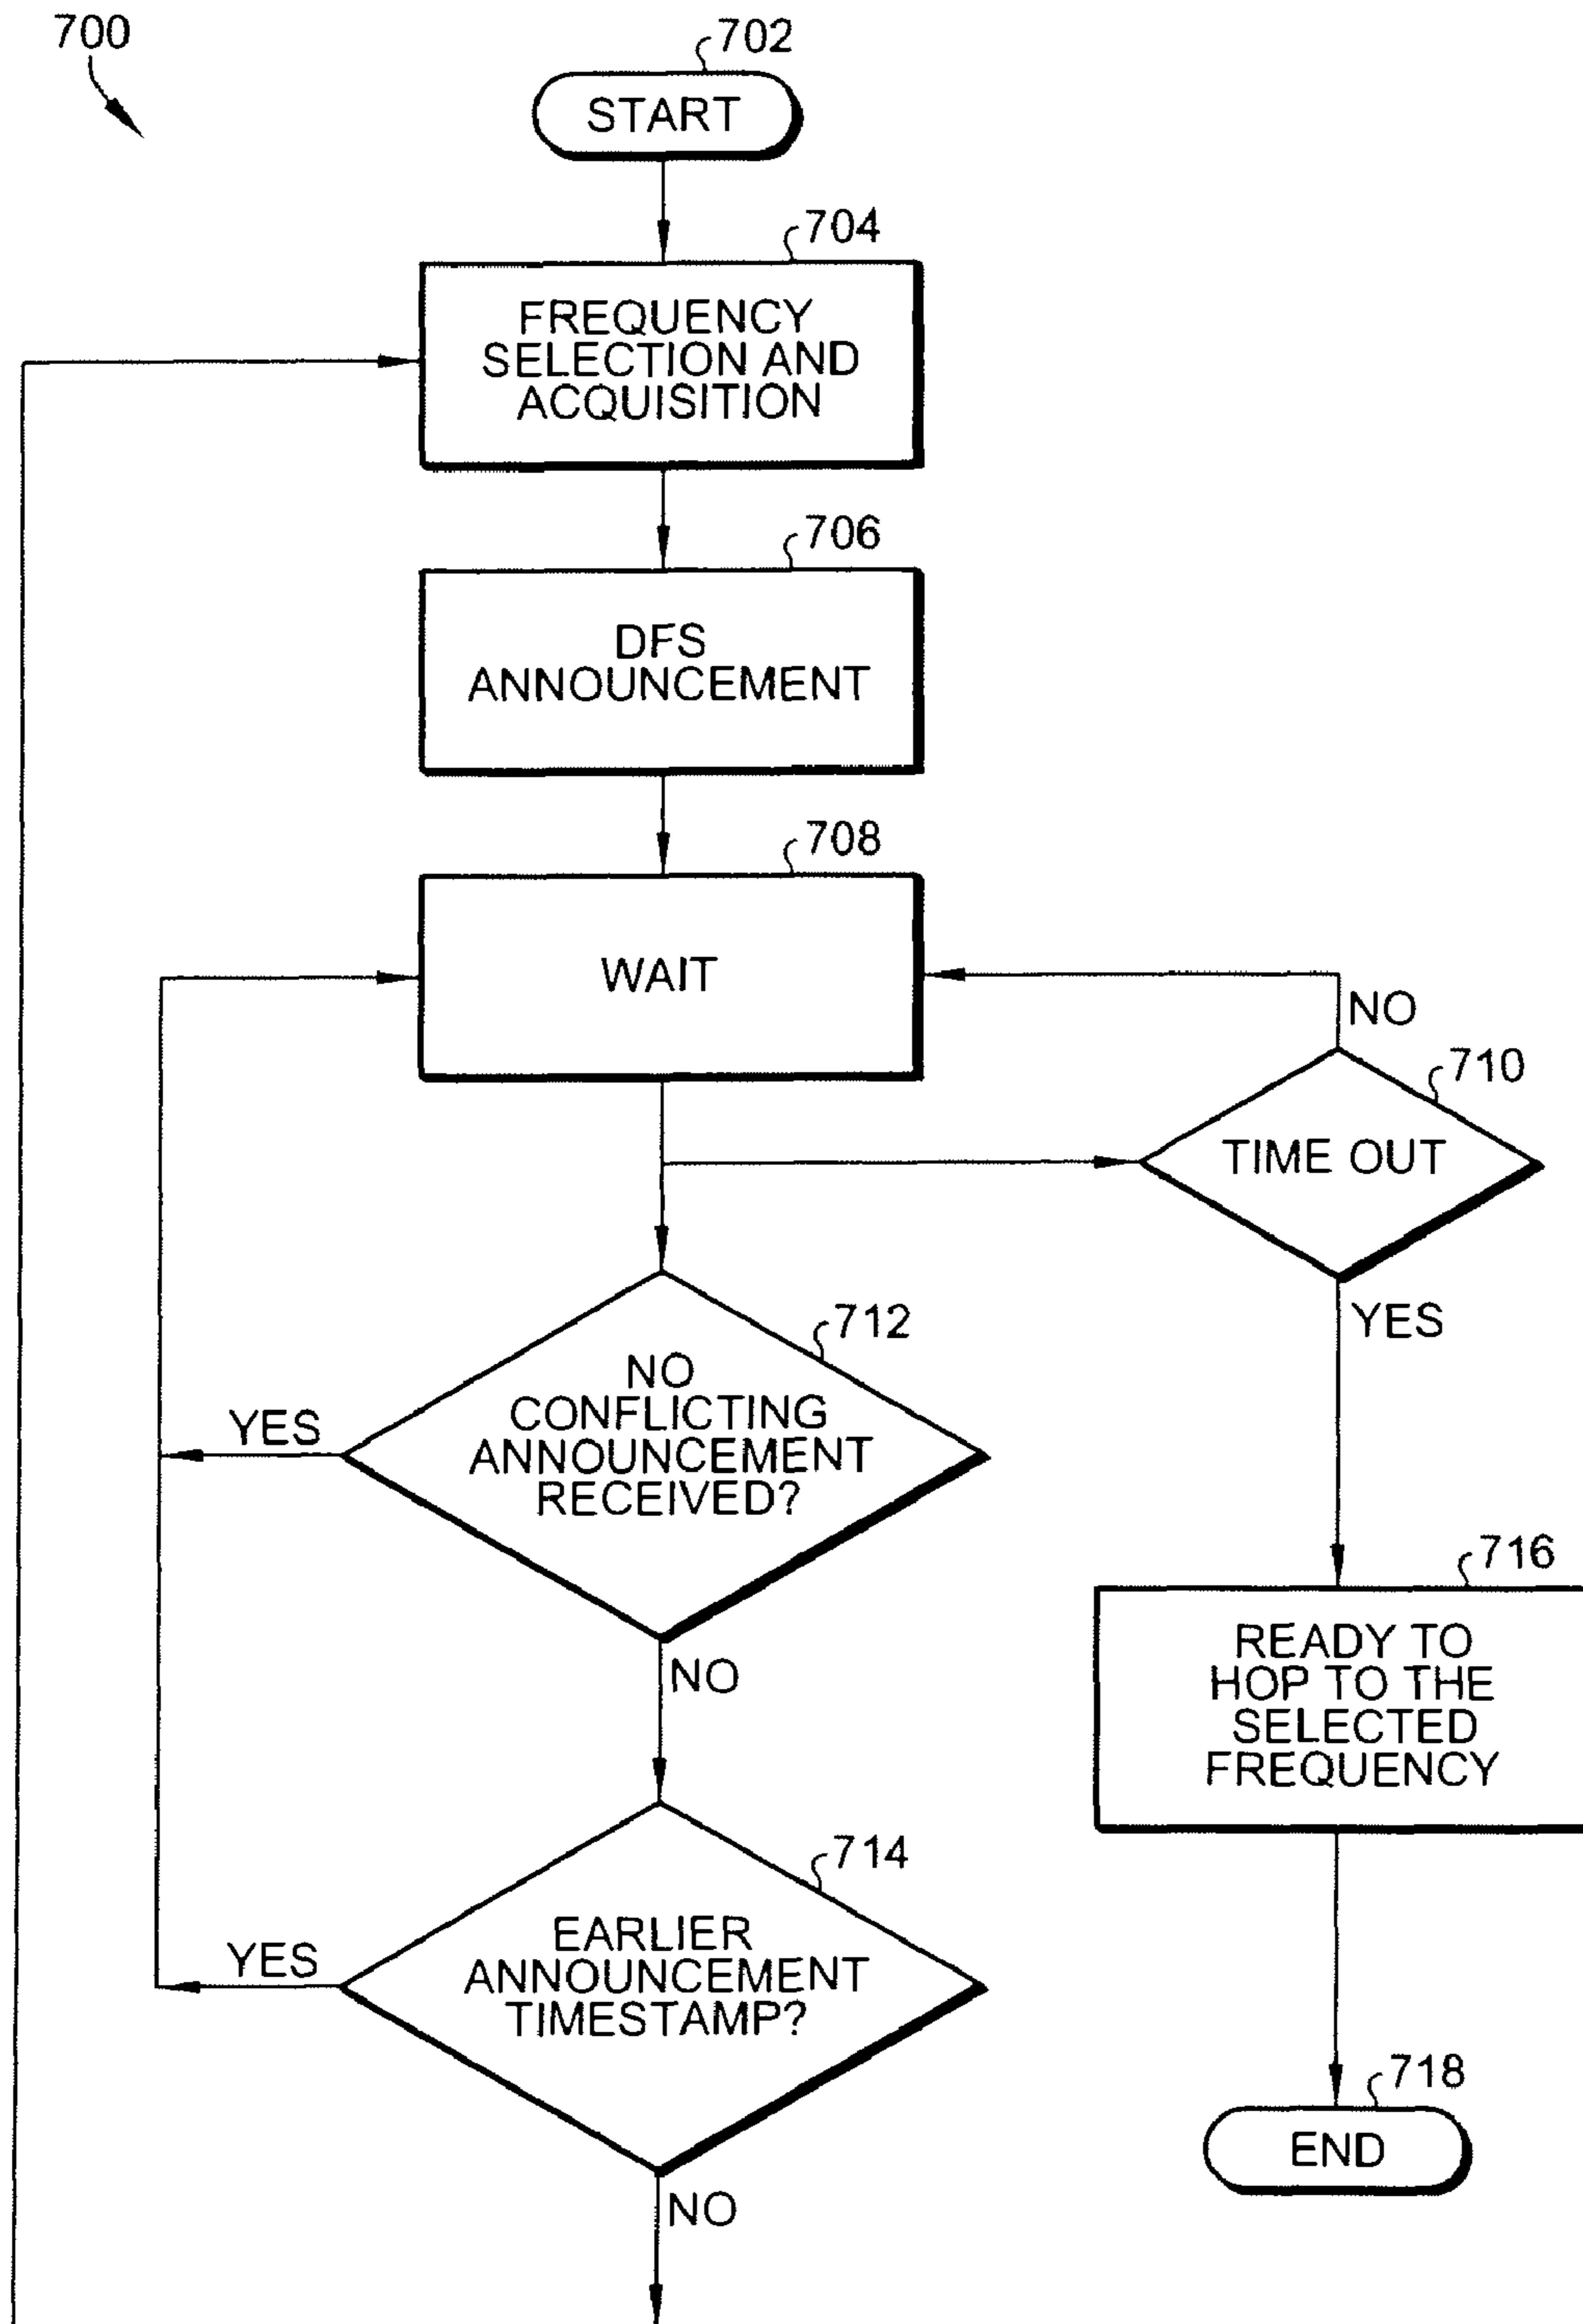 700
702
START
704
FREQUENCY
SELECTION AND
ACQUISITION
706
DFS
ANNOUNCEMENT
708
WAIT
NO
710
TIME OUT
YES
712
NO
CONFLICTING
ANNOUNCEMENT
RECEIVED?
YES
NO
716
READY TO
HOP TO THE
SELECTED
FREQUENCY
714
EARLIER
ANNOUNCEMENT
TIMESTAMP?
YES
NO
718
END